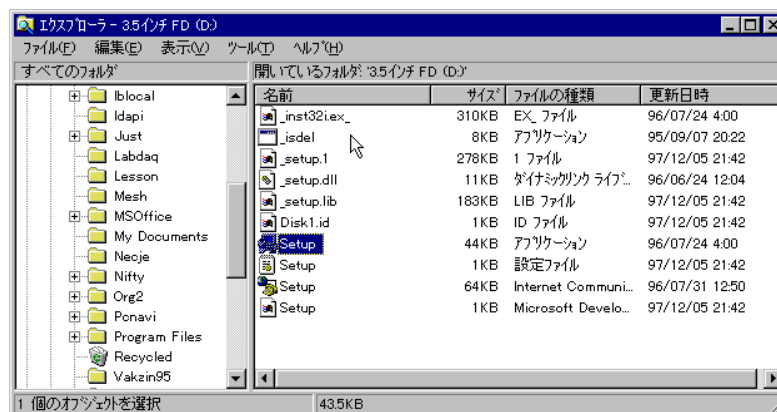 エクスプローラ - 3.5インチ FD (D:)
ファイル(F) 編集(E) 表示(V) ツール(T) ヘルプ(H)
すべてのフォルダ
開いているフォルダ: '3.5インチ FD (D:)'
Iblocal
Idapi
Just
Labdaq
Lesson
Mesh
MSOffice
My Documents
Necje
Nifty
Org2
Pcnavi
Program Files
Recycled
Vakzin95
名前 サイズ ファイルの種類 更新日時
_inst32i.ex_ 310KB EX_ ファイル 96/07/24 4:00
_isdel 8KB アプリケーション 95/09/07 20:22
_setup.1 278KB 1 ファイル 97/12/05 21:42
_setup.dll 11KB ダイナミックリンク ライブ... 96/06/24 12:04
_setup.lib 183KB LIB ファイル 97/12/05 21:42
Disk1.id 1KB ID ファイル 97/12/05 21:42
Setup 44KB アプリケーション 96/07/24 4:00
Setup 1KB 設定ファイル 97/12/05 21:42
Setup 64KB Internet Communi... 96/07/31 12:50
Setup 1KB Microsoft Develo... 97/12/05 21:42
1 個のオブジェクトを選択 43.5KB